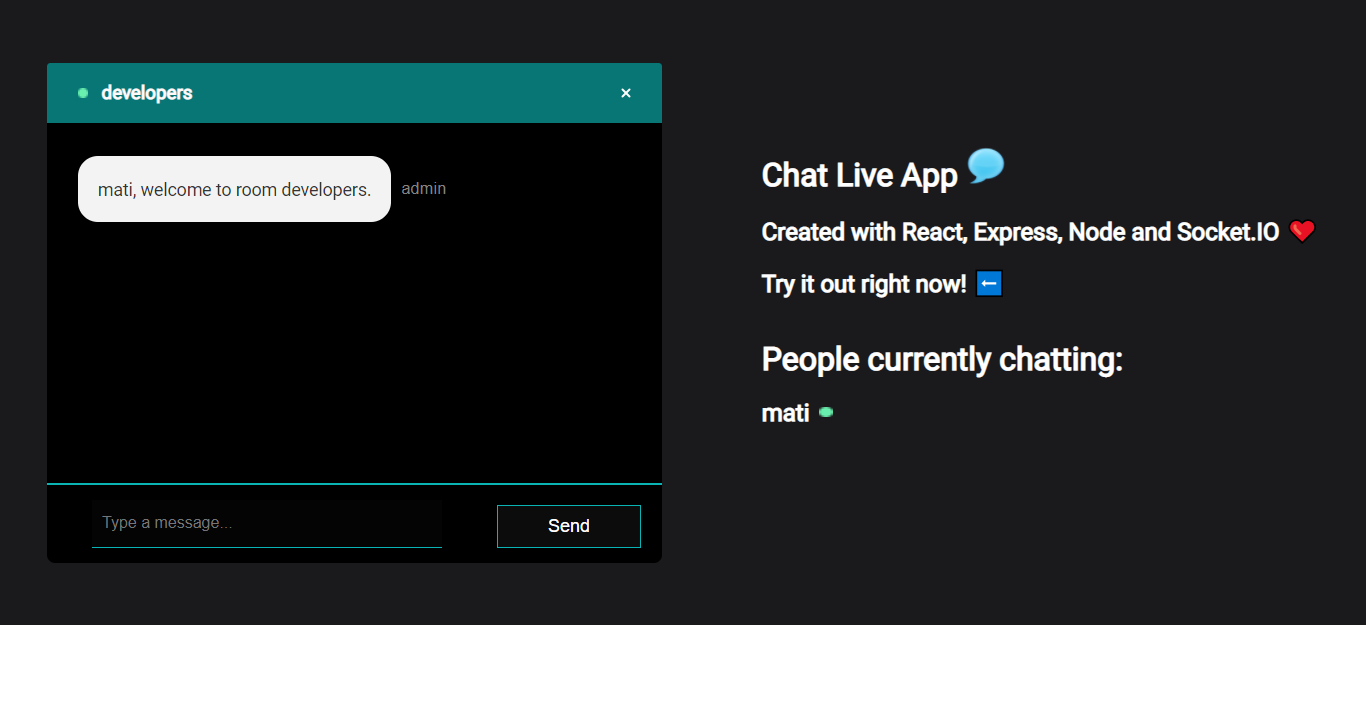 developers
×
mati, welcome to room developers.
admin
Type a message...
Send
Chat Live App 💬
Created with React, Express, Node and Socket.IO ❤️
Try it out right now! ⬅️
People currently chatting:
mati